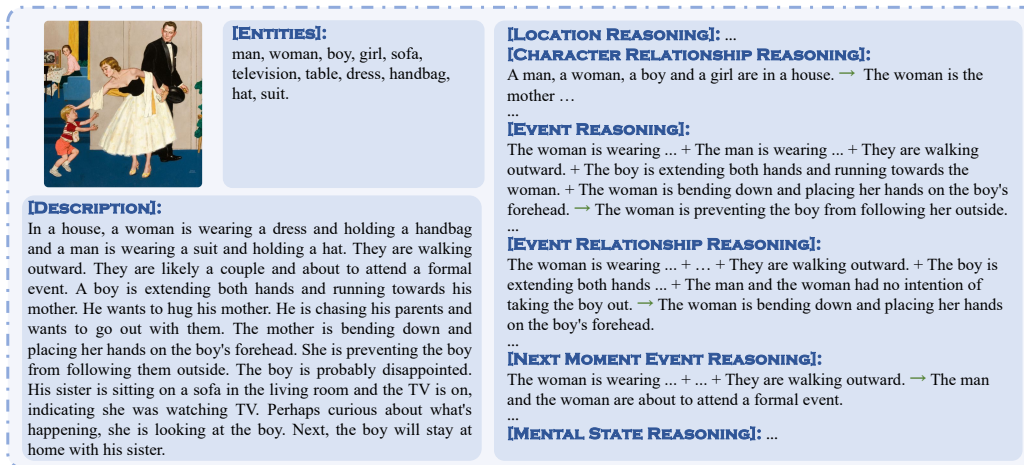 [ENTITIES]:
man, woman, boy, girl, sofa,
television, table, dress, handbag,
hat, suit.
[DESCRIPTION]:
In a house, a woman is wearing a dress and holding a handbag
and a man is wearing a suit and holding a hat. They are walking
outward. They are likely a couple and about to attend a formal
event. A boy is extending both hands and running towards his
mother. He wants to hug his mother. He is chasing his parents and
wants to go out with them. The mother is bending down and
placing her hands on the boy's forehead. She is preventing the boy
from following them outside. The boy is probably disappointed.
His sister is sitting on a sofa in the living room and the TV is on,
indicating she was watching TV. Perhaps curious about what's
happening, she is looking at the boy. Next, the boy will stay at
home with his sister.
[LOCATION REASONING]: ...
[CHARACTER RELATIONSHIP REASONING]:
A man, a woman, a boy and a girl are in a house. → The woman is the
mother …
...
[EVENT REASONING]:
The woman is wearing ... + The man is wearing ... + They are walking
outward. + The boy is extending both hands and running towards the
woman. + The woman is bending down and placing her hands on the boy's
forehead. → The woman is preventing the boy from following her outside.
...
[EVENT RELATIONSHIP REASONING]:
The woman is wearing ... + … + They are walking outward. + The boy is
extending both hands ... + The man and the woman had no intention of
taking the boy out. → The woman is bending down and placing her hands
on the boy's forehead.
...
[NEXT MOMENT EVENT REASONING]:
The woman is wearing ... + ... + They are walking outward. → The man
and the woman are about to attend a formal event.
...
[MENTAL STATE REASONING]: ...